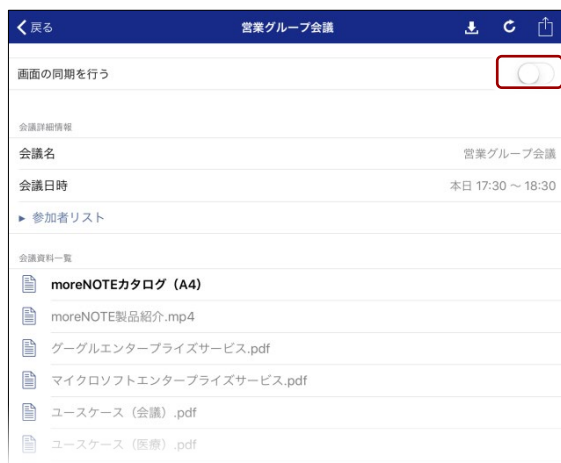 戻る 営業グループ会議
画面の同期を行う
会議詳細情報
会議名 営業グループ会議
会議日時 本日 17:30 ～ 18:30
▶ 参加者リスト
会議資料一覧
moreNOTEカタログ（A4）
moreNOTE製品紹介.mp4
グーグルエンタープライズサービス.pdf
マイクロソフトエンタープライズサービス.pdf
ユースケース（会議）.pdf
ユースケース（医療）.pdf